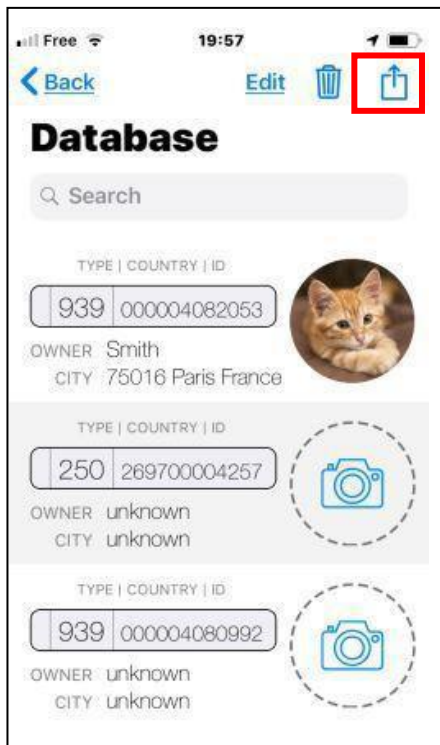 Free 19:57
Back Edit
Database
Search
TYPE | COUNTRY | ID
939 000004082053
OWNER Smith
CITY 75016 Paris France
TYPE | COUNTRY | ID
250 269700004257
OWNER unknown
CITY unknown
TYPE | COUNTRY | ID
939 000004080992
OWNER unknown
CITY unknown